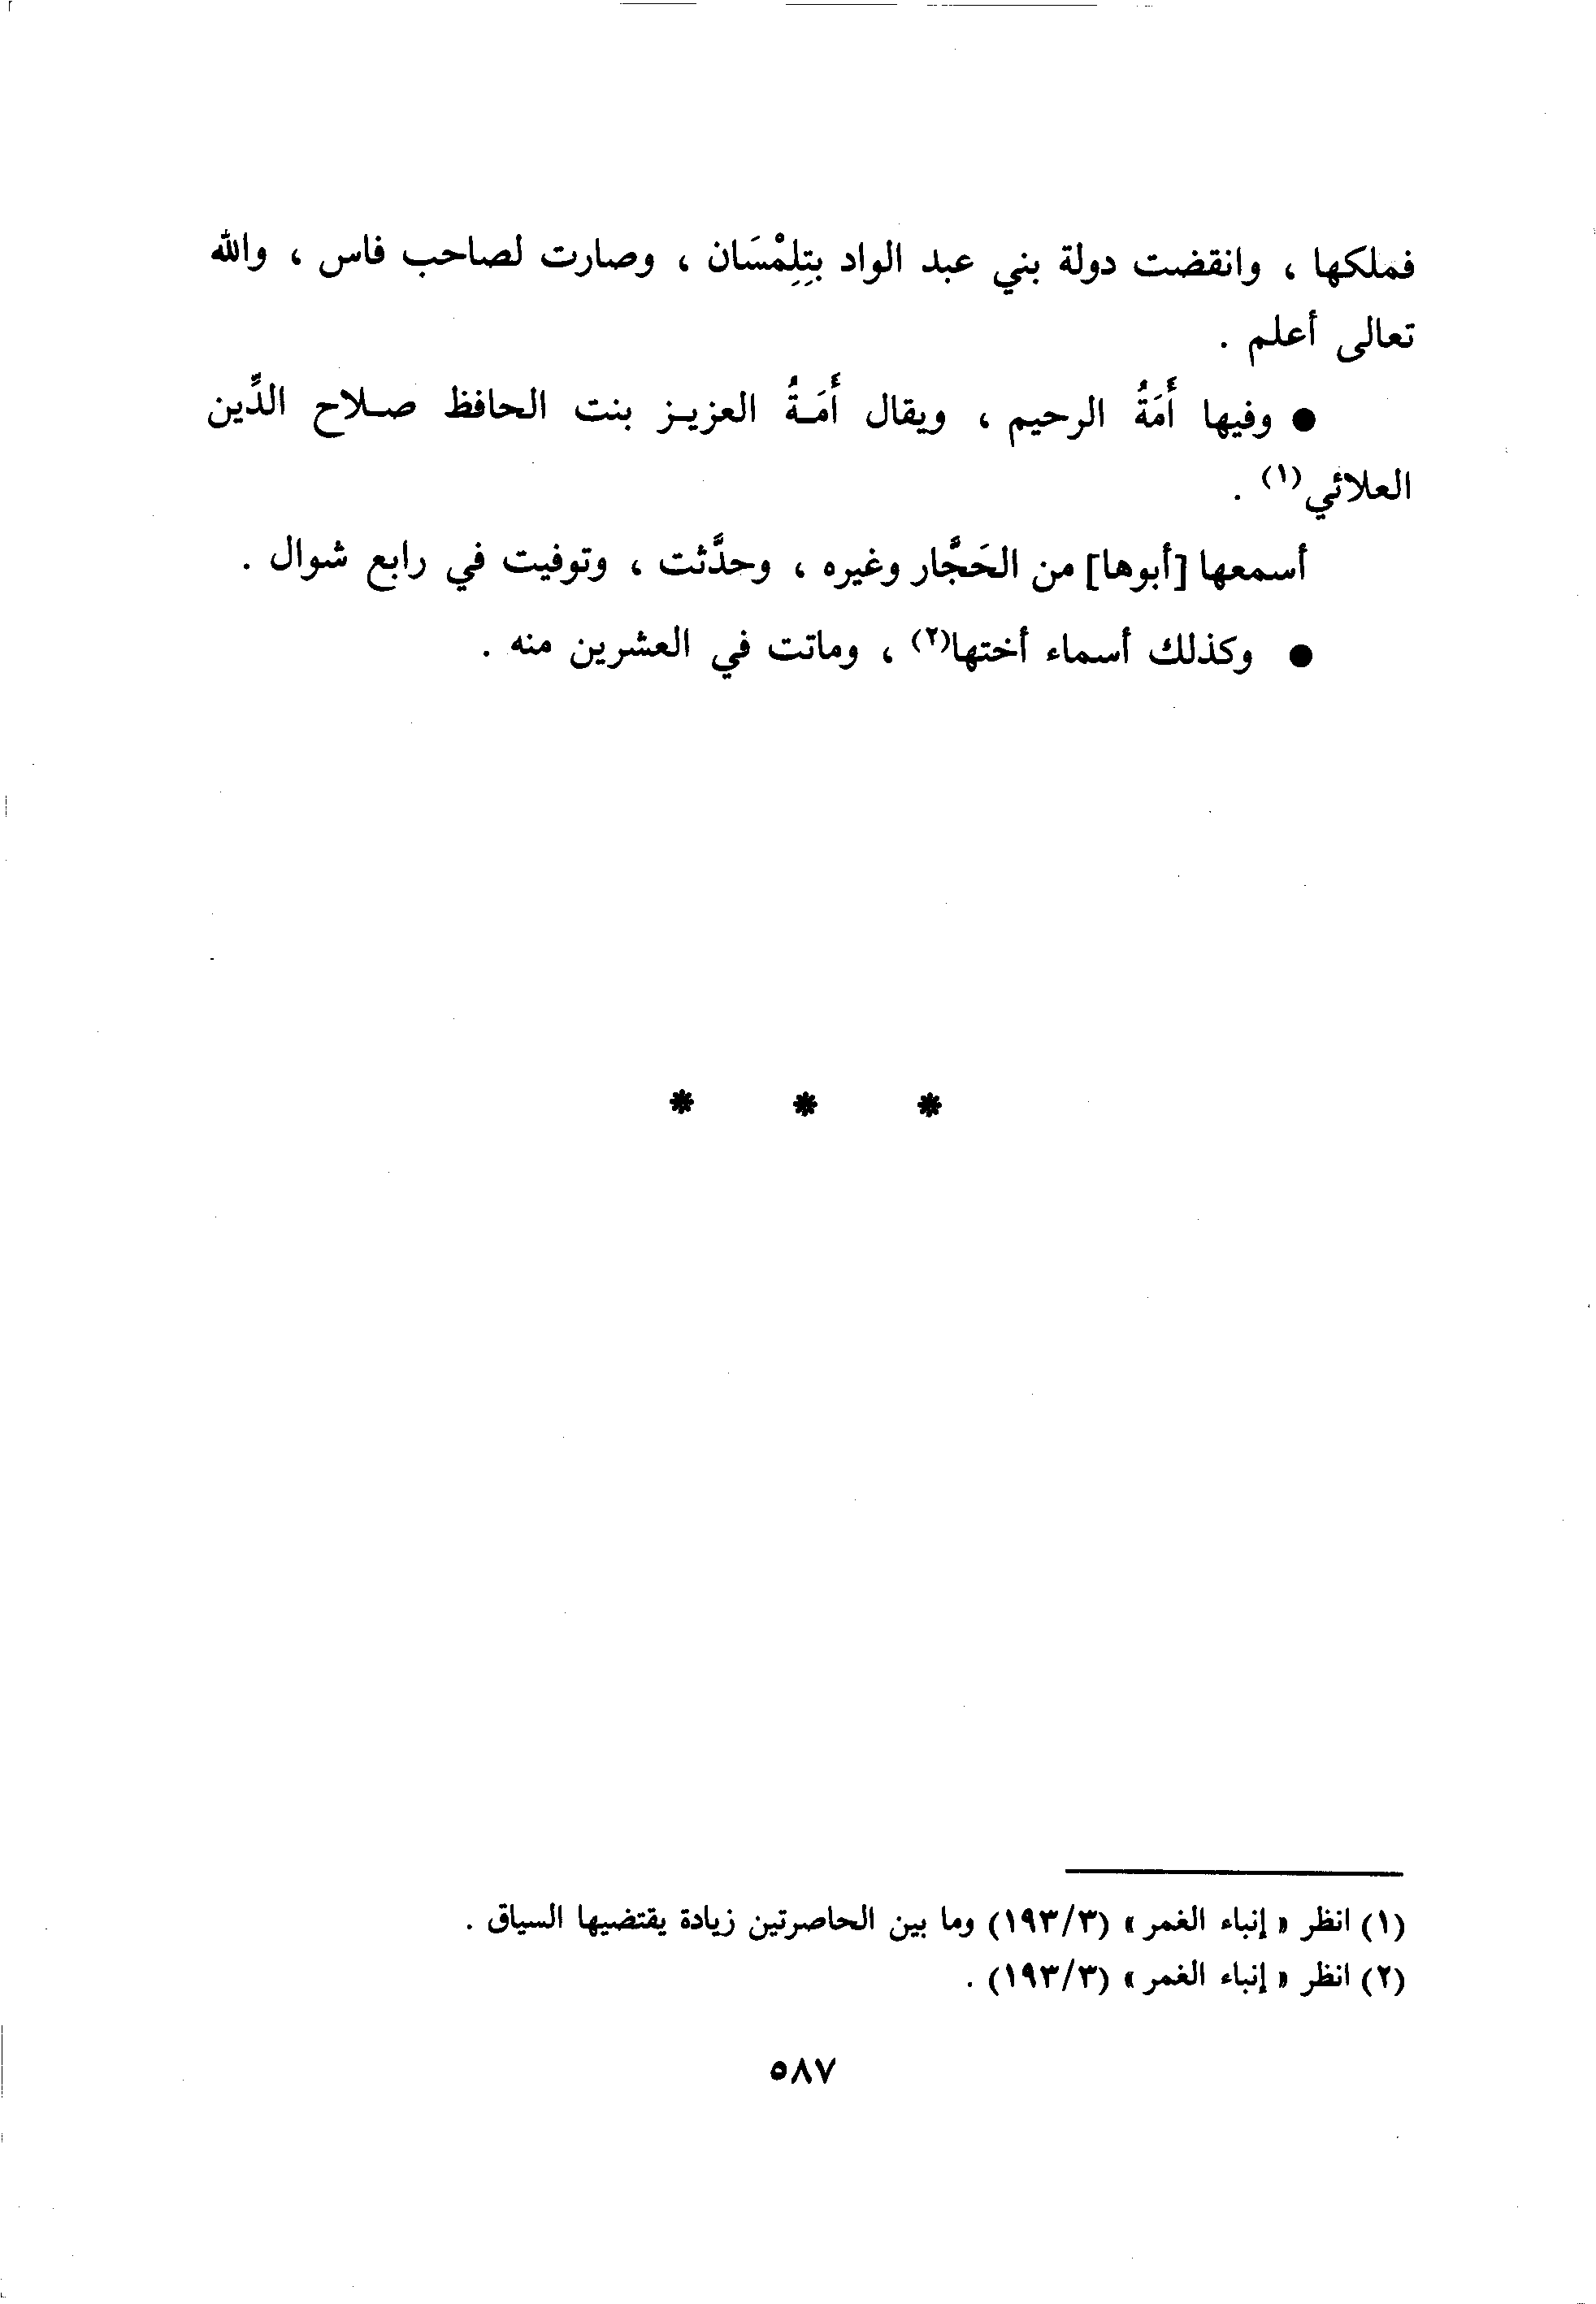 فملكها ، وانقضت دولة بني عبد الواد بتِلِمْسَان ، وصارت لصاحب فاس ، والله
تعالى أعلم .
● وفيها أَمَةُ الرحيم ، ويقال أَمَـةُ العزيـز بنت الحافظ صـلاح الدِّين
العلائي(١) .
أسمعها [أبوها] من الحَجَّار وغيره ، وحدَّثت ، وتوفيت في رابع شوال .
● وكذلك أسماء أختها(٢) ، وماتت في العشرين منه .
* * *
(١) انظر « إنباء الغمر » (١٩٣/٣) وما بين الحاصرتين زيادة يقتضيها السياق .
(٢) انظر « إنباء الغمر » (١٩٣/٣) .
٥٨٧